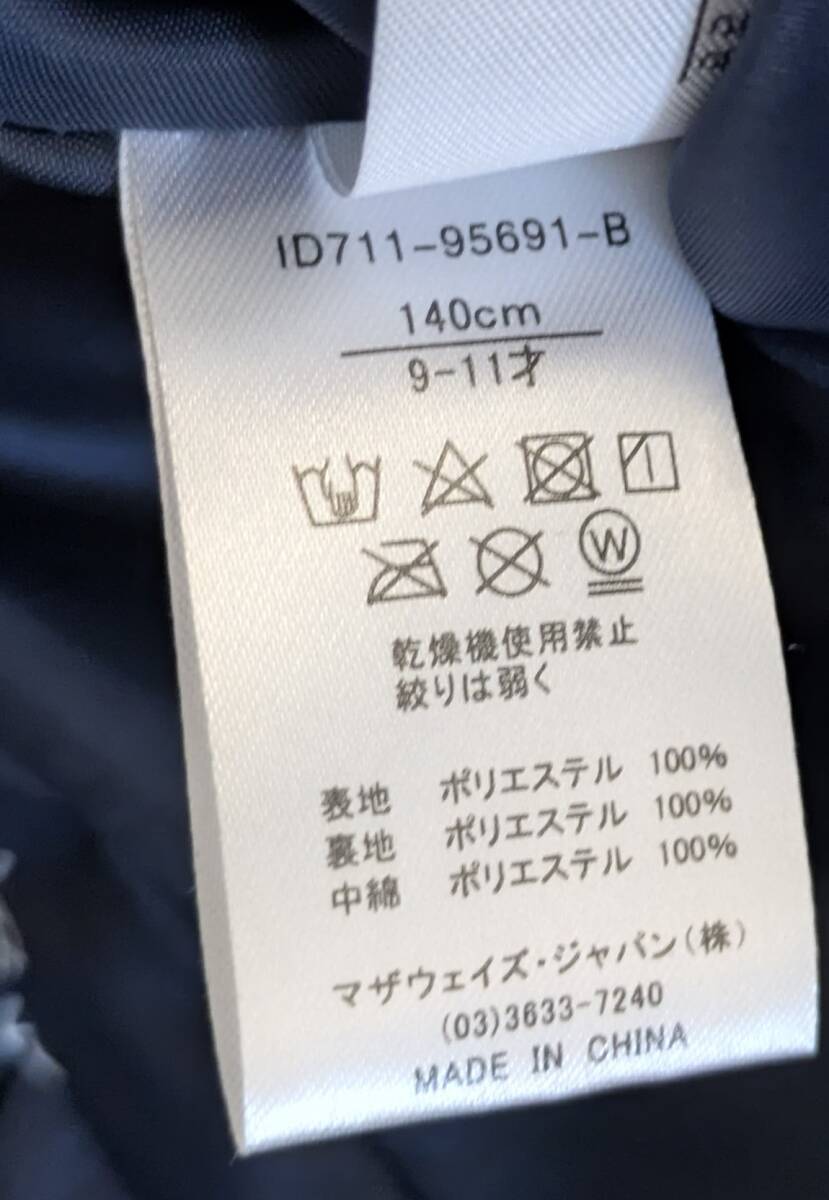 ID711-95691-B
140cm
9-11才
W
乾燥機使用禁止
絞りは弱く
表地 ポリエステル 100%
裏地 ポリエステル 100%
中綿 ポリエステル 100%
マザウェイズ・ジャパン(株)
(03)3633-7240
MADE IN CHINA